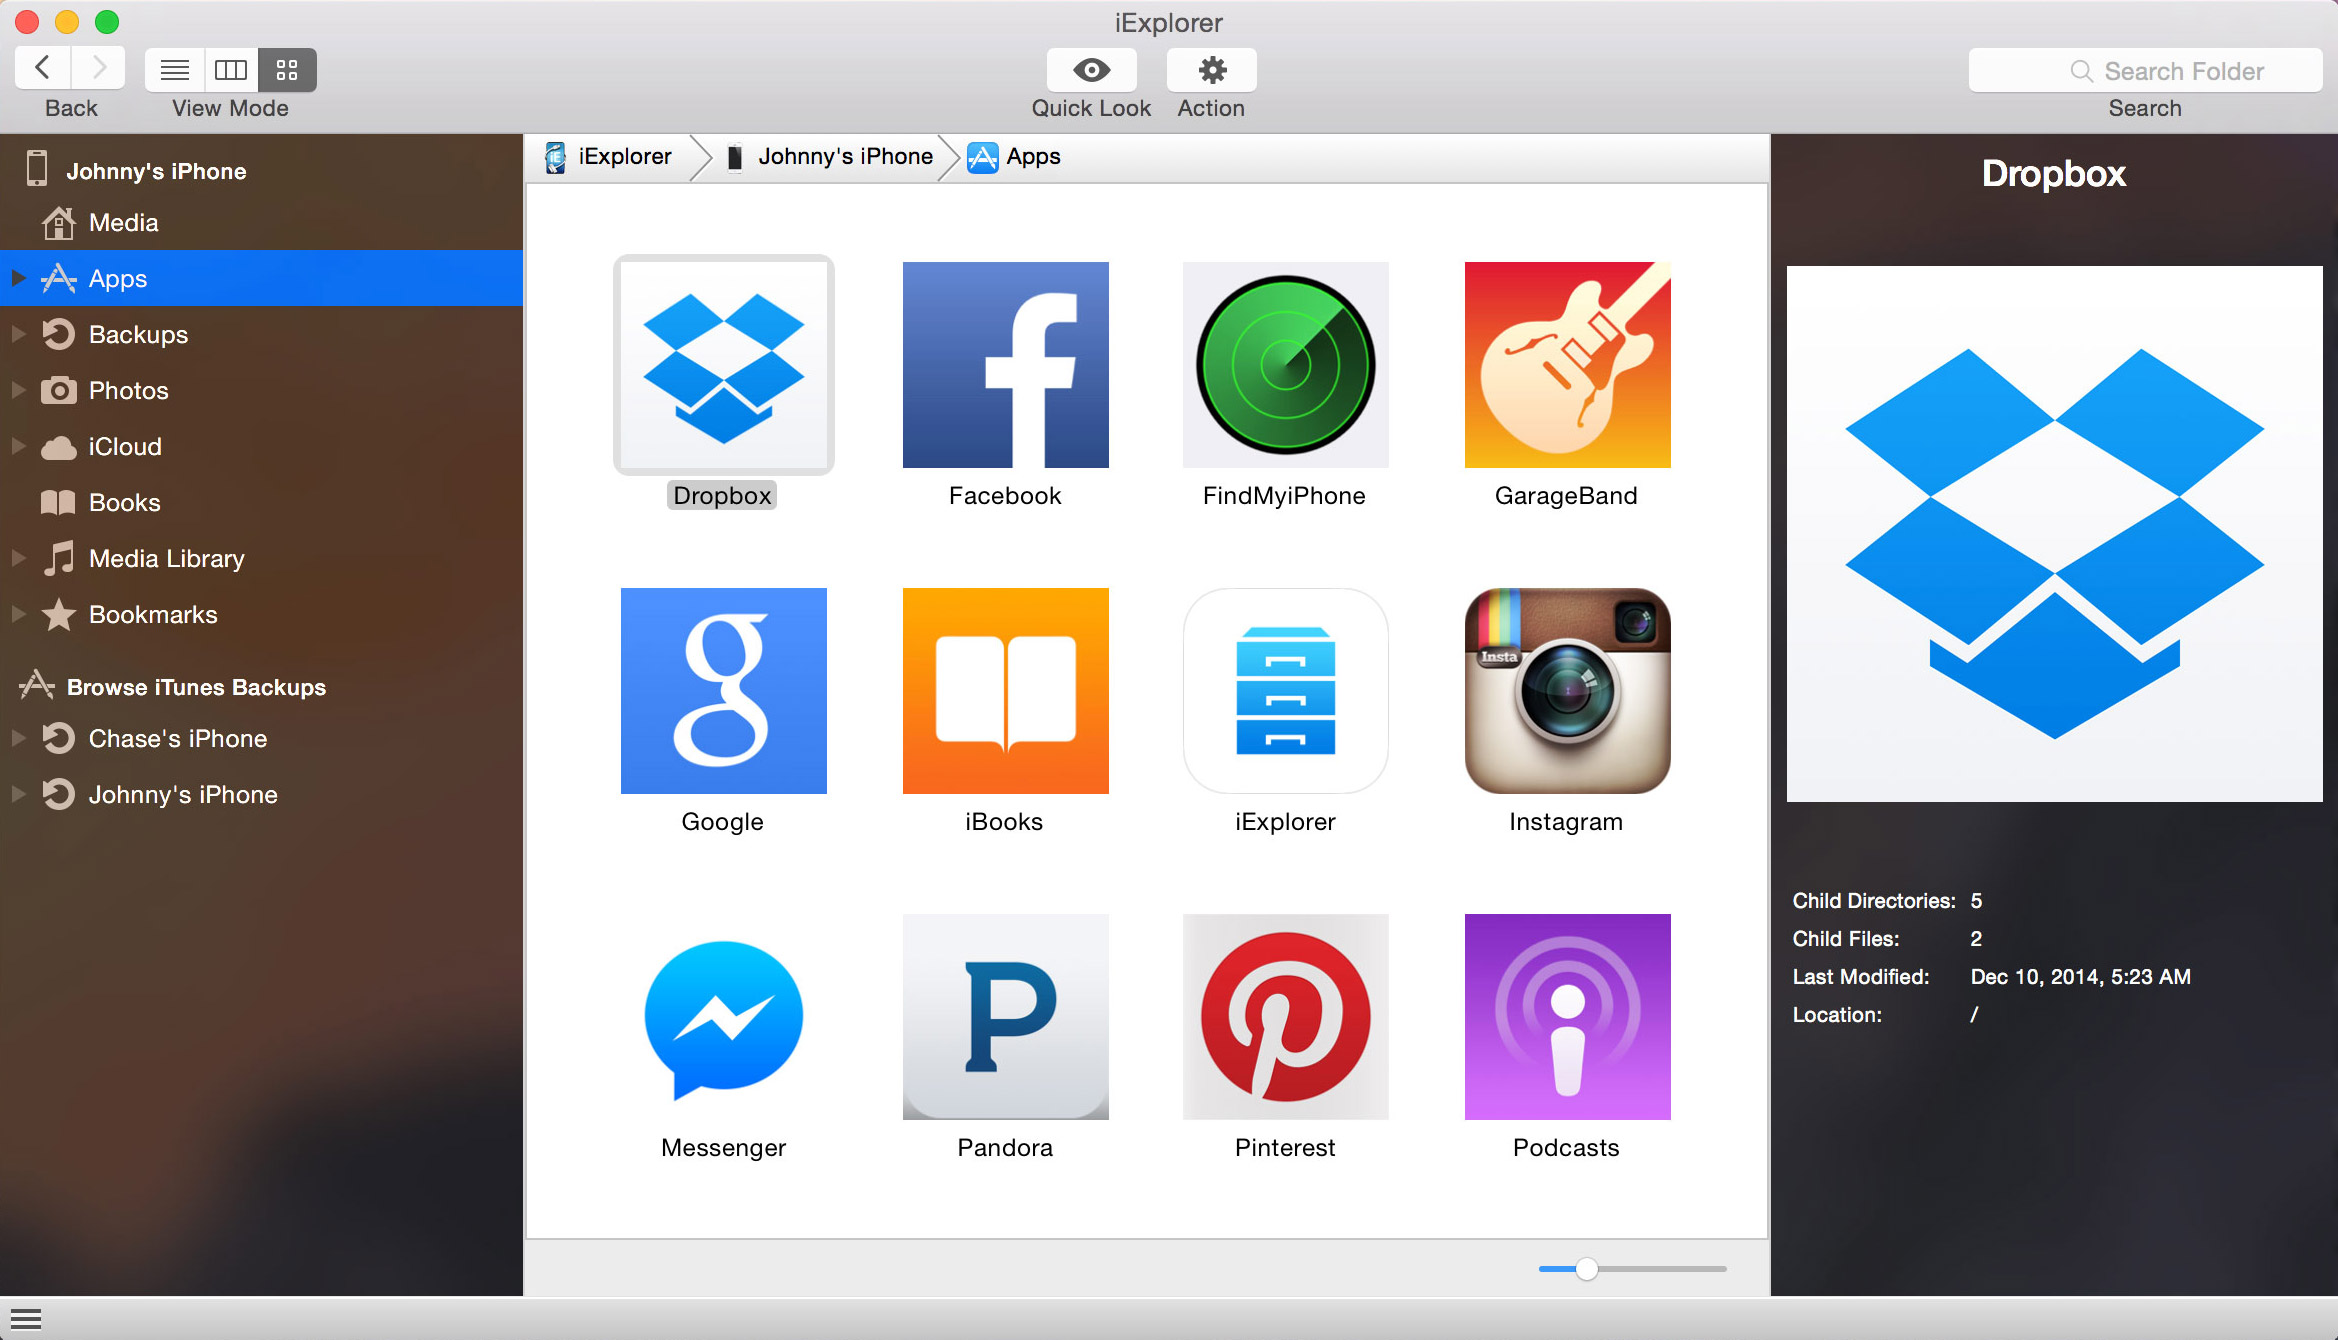 iExplorer
Back
View Mode
Quick Look
Action
Search Folder
Search
Johnny's iPhone
Media
Apps
Backups
Photos
iCloud
Books
Media Library
Bookmarks
Browse iTunes Backups
Chase's iPhone
Johnny's iPhone
iExplorer
Johnny's iPhone
Apps
Dropbox
Facebook
FindMyiPhone
GarageBand
Google
iBooks
iExplorer
Insta
Instagram
Messenger
Pandora
Pinterest
Podcasts
Dropbox
Child Directories: 5
Child Files: 2
Last Modified: Dec 10, 2014, 5:23 AM
Location: /